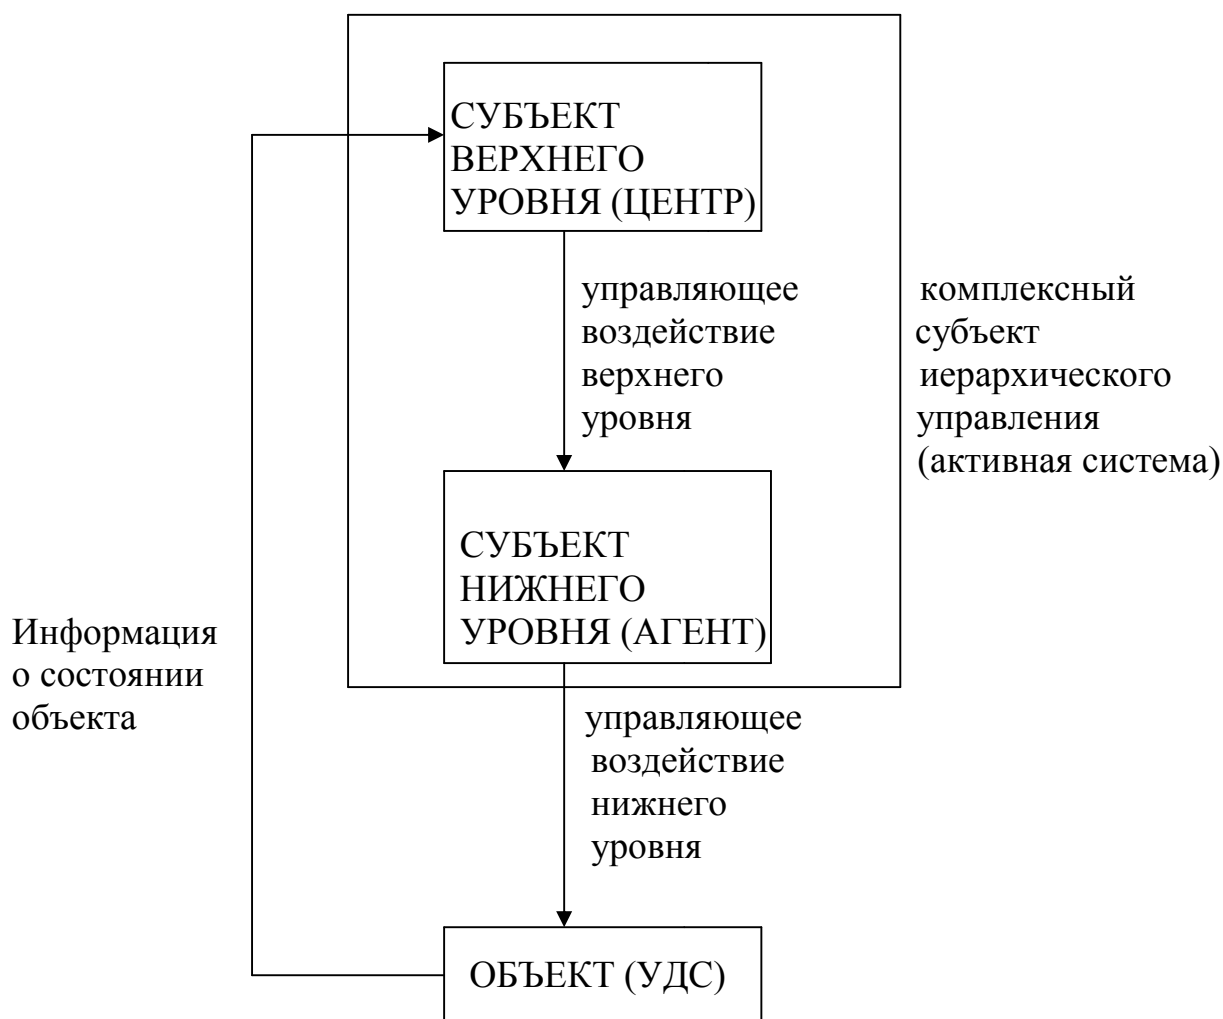 СУБЪЕКТ
ВЕРХНЕГО
УРОВНЯ (ЦЕНТР)
управляющее
воздействие
верхнего
уровня
комплексный
субъект
иерархического
управления
(активная система)
СУБЪЕКТ
НИЖНЕГО
УРОВНЯ (АГЕНТ)
Информация
о состоянии
объекта
управляющее
воздействие
нижнего
уровня
ОБЪЕКТ (УДС)